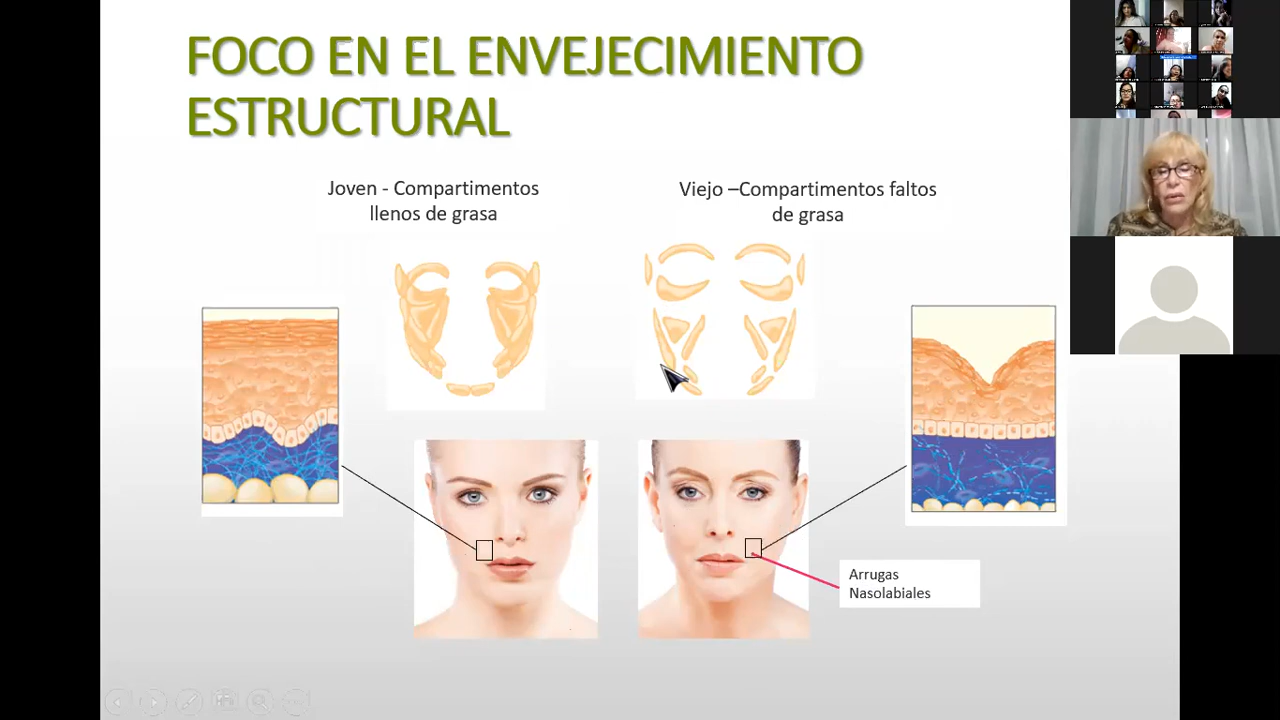 FOCO EN EL ENVEJECIMIENTO
ESTRUCTURAL
Joven - Compartimentos
llenos de grasa
Viejo –Compartimentos faltos
de grasa
Arrugas
Nasolabiales